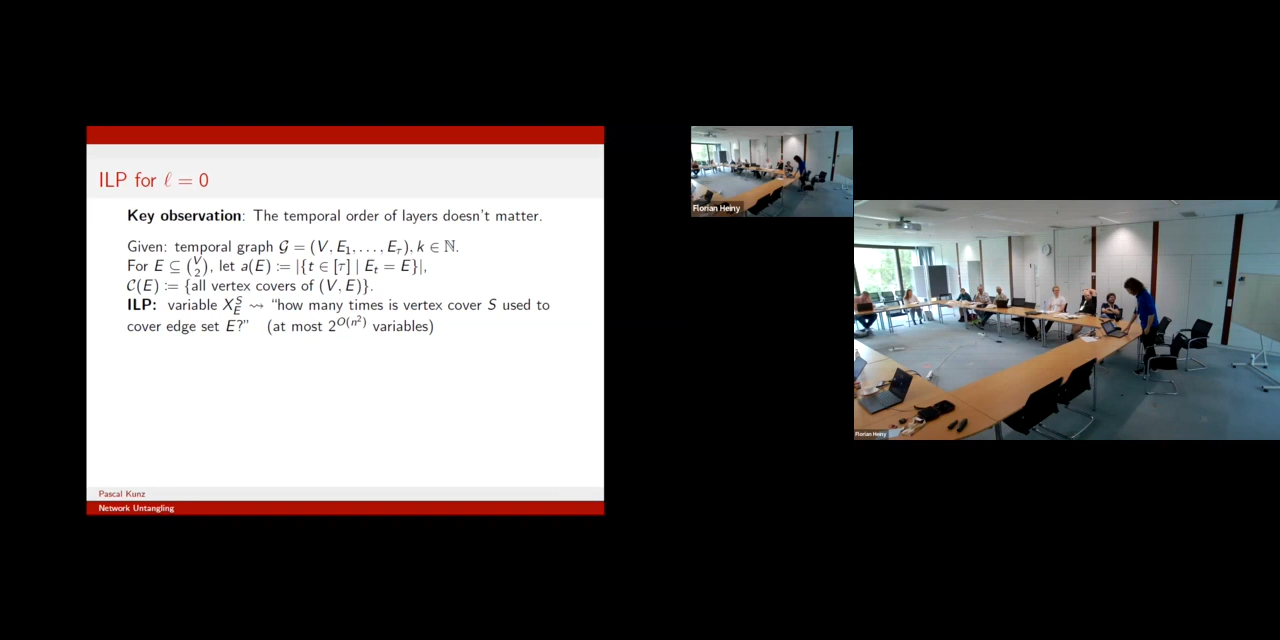 ILP for ℓ = 0
Key observation: The temporal order of layers doesn't matter.
Given: temporal graph 𝒢 = (V, E₁, . . . , E_τ), k ∈ ℕ.
For E ⊆ (V 2), let a(E) := |{t ∈ [τ] | E_t = E}|,
𝒞(E) := {all vertex covers of (V, E)}.
ILP: variable X_E^S ⇝ "how many times is vertex cover S used to
cover edge set E?" (at most 2^{O(n²)} variables)
Pascal Kunz
Network Untangling
Florian Heiny
Florian Heiny